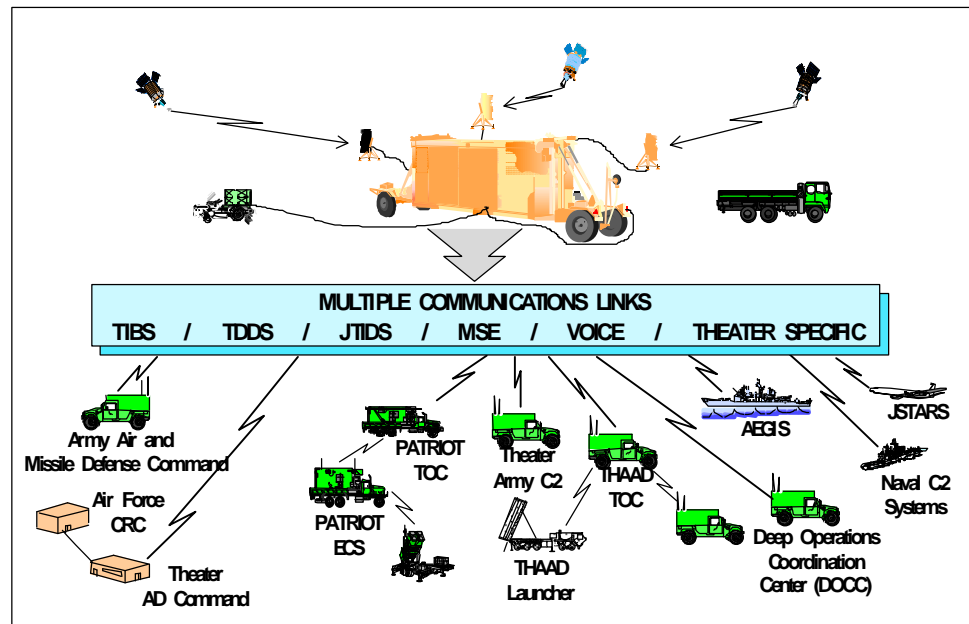 MULTIPLE COMMUNICATIONS LINKS
TIBS / TDDS / JTIDS / MSE / VOICE / THEATER SPECIFIC
Army Air and
Missile Defense Command
Air Force
CRC
Theater
AD Command
PATRIOT
TOC
PATRIOT
ECS
Theater
Army C2
THAAD
TOC
THAAD
Launcher
AEGIS
JSTARS
Naval C2
Systems
Deep Operations
Coordination
Center (DOCC)